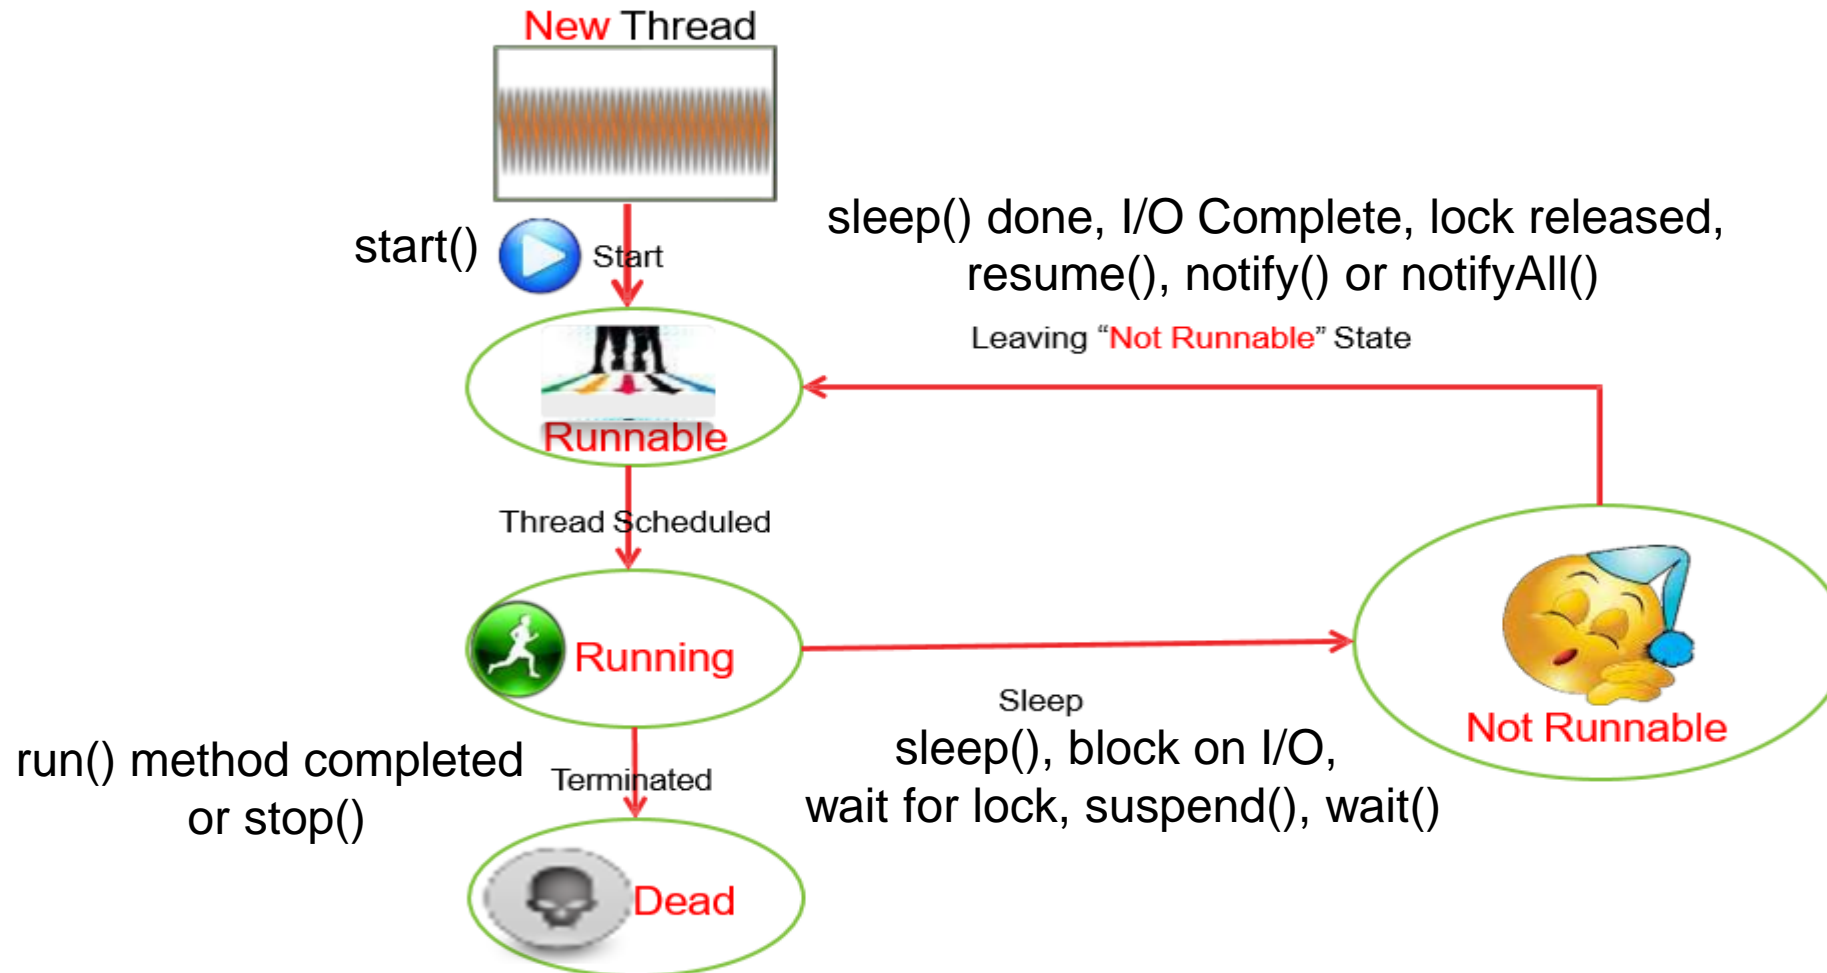 New Thread
start()
Start
sleep() done, I/O Complete, lock released,
resume(), notify() or notifyAll()
Leaving “Not Runnable” State
Runnable
Thread Scheduled
Running
Not Runnable
Sleep
sleep(), block on I/O,
wait for lock, suspend(), wait()
run() method completed
or stop()
Terminated
Dead